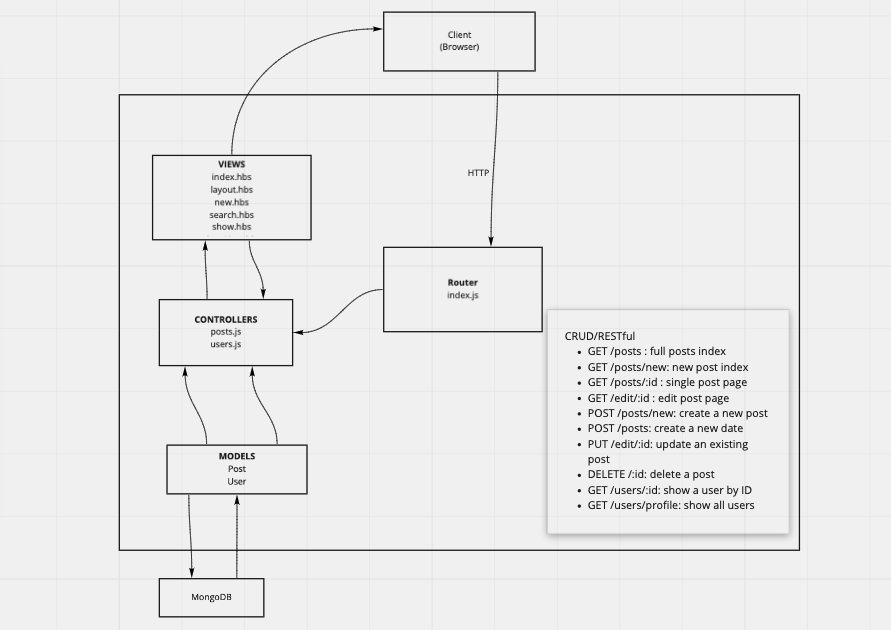 Client
(Browser)
HTTP
VIEWS
index.hbs
layout.hbs
new.hbs
search.hbs
show.hbs
Router
index.js
CONTROLLERS
posts.js
users.js
MODELS
Post
User
MongoDB
CRUD/RESTful
• GET /posts : full posts index
• GET /posts/new: new post index
• GET /posts/:id : single post page
• GET /edit/:id : edit post page
• POST /posts/new: create a new post
• POST /posts: create a new date
• PUT /edit/:id: update an existing
post
• DELETE /:id: delete a post
• GET /users/:id: show a user by ID
• GET /users/profile: show all users